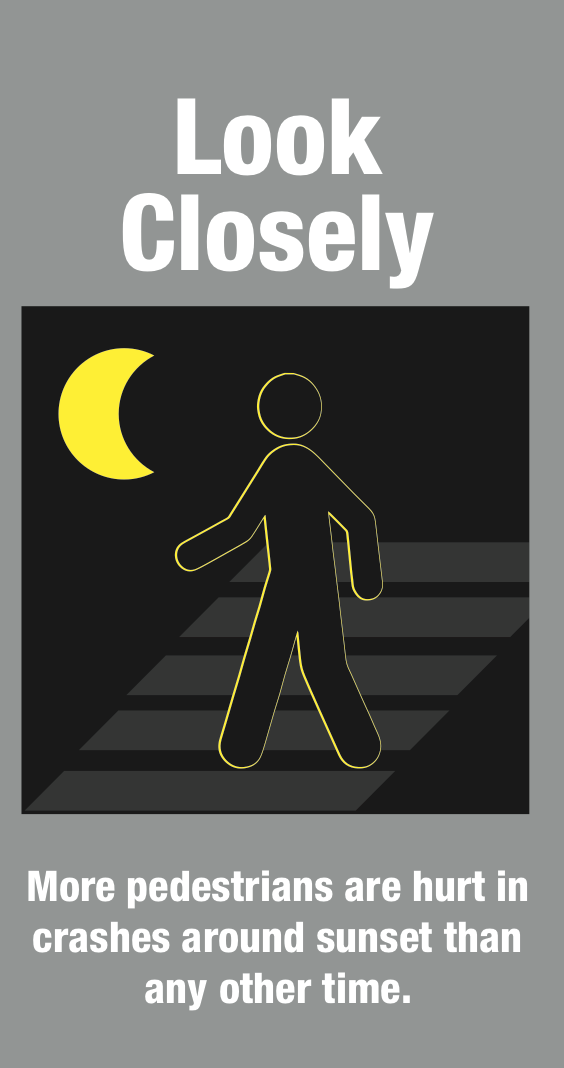 Look
Closely
More pedestrians are hurt in
crashes around sunset than
any other time.